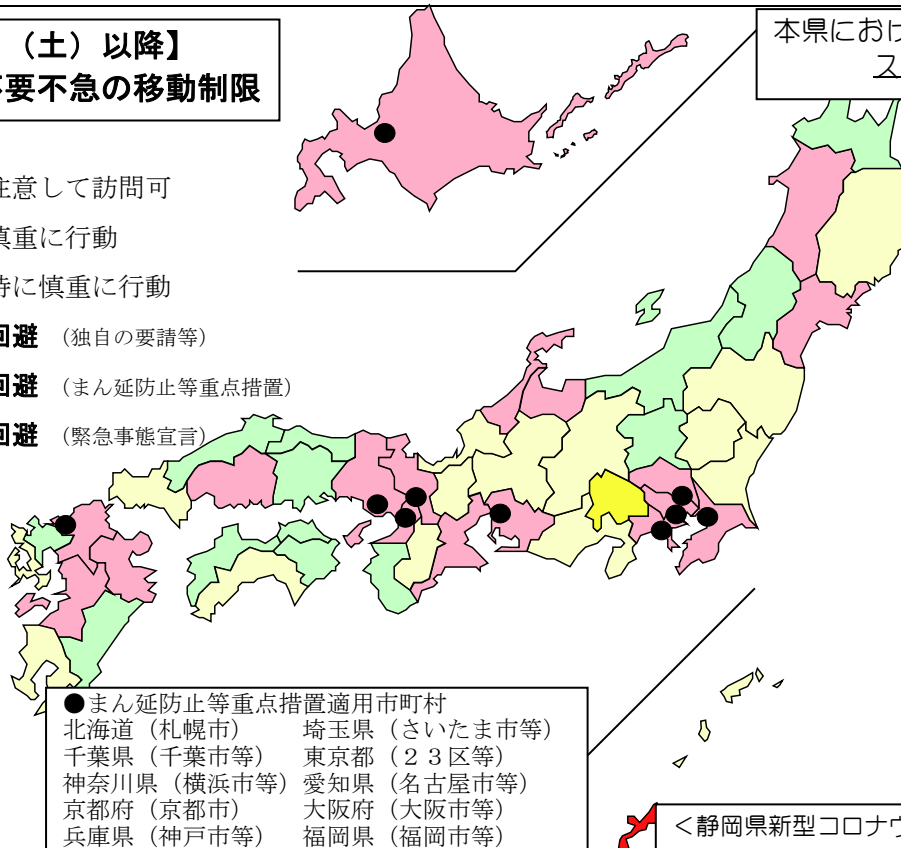 （土）以降】
不要不急の移動制限
本県におけ
ス
注意して訪問可
慎重に行動
特に慎重に行動
回避 （独自の要請等）
回避 （まん延防止等重点措置）
回避 （緊急事態宣言）
●まん延防止等重点措置適用市町村
北海道（札幌市） 埼玉県（さいたま市等）
千葉県（千葉市等） 東京都（２３区等）
神奈川県（横浜市等） 愛知県（名古屋市等）
京都府（京都市） 大阪府（大阪市等）
兵庫県（神戸市等） 福岡県（福岡市等）
＜静岡県新型コロナウ